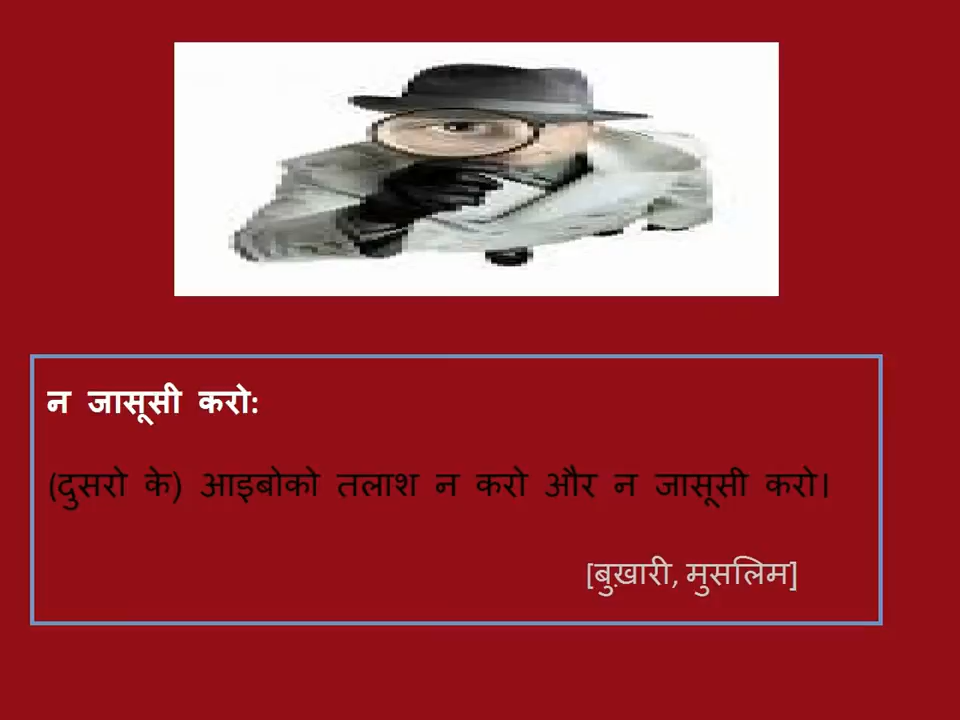 न जासूसी करो:
(दुसरो के) आइबोको तलाश न करो और न जासूसी करो।
[बुख़ारी, मुसलिम]